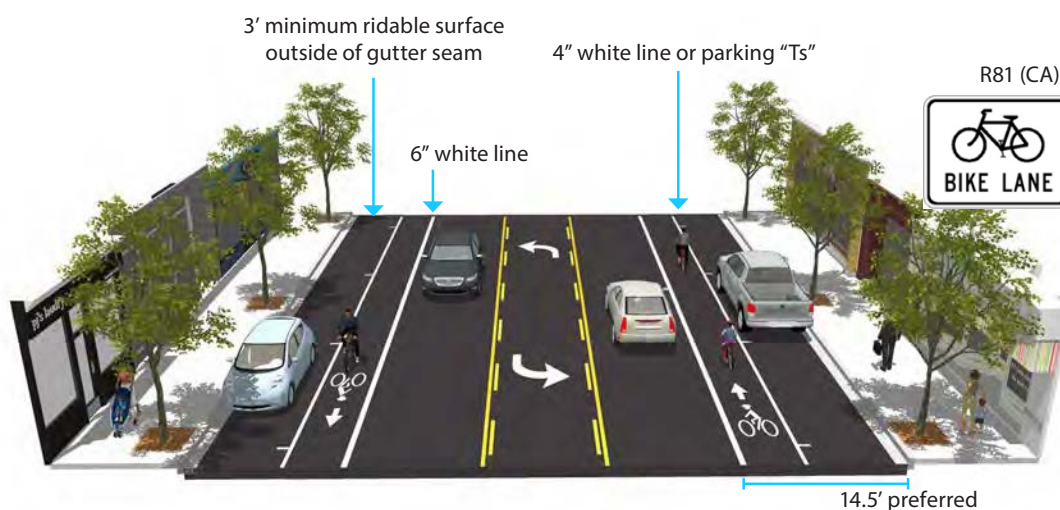 3’ minimum ridable surface
outside of gutter seam
4” white line or parking “Ts”
R81 (CA)
6” white line
BIKE LANE
14.5’ preferred